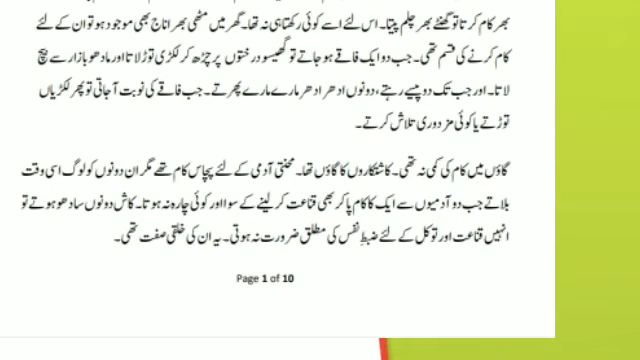 بھر کام کرتا تو گھنٹے بھر چلم پیتا۔ اس لئے اسے کوئی رکھتا ہی نہ تھا۔ گھر میں مٹھی بھر اناج بھی موجود ہو تو ان کے لئے
کام کرنے کی قسم تھی۔ جب دو ایک فاقے ہو جاتے تو گھیسو درختوں پر چڑھ کر لکڑی توڑ لاتا اور مادھو بازار سے بیچ
لاتا۔ اور جب تک دو پیسے رہتے، دونوں ادھر ادھر مارے مارے پھرتے۔ جب فاقے کی نوبت آ جاتی تو پھر لکڑیاں
توڑتے یا کوئی مزدوری تلاش کرتے۔
گاؤں میں کام کی کمی نہ تھی۔ کاشتکاروں کا گاؤں تھا۔ محنتی آدمی کے لئے پچاس کام تھے مگر ان دونوں کو لوگ اسی وقت
بلاتے جب دو آدمیوں سے ایک کا کام پا کر بھی قناعت کر لینے کے سوا اور کوئی چارہ نہ ہوتا۔ کاش دونوں سادھو ہوتے تو
انہیں قناعت اور توکل کے لئے ضبطِ نفس کی مطلق ضرورت نہ ہوتی۔ یہ ان کی خلقی صفت تھی۔
Page 1 of 10